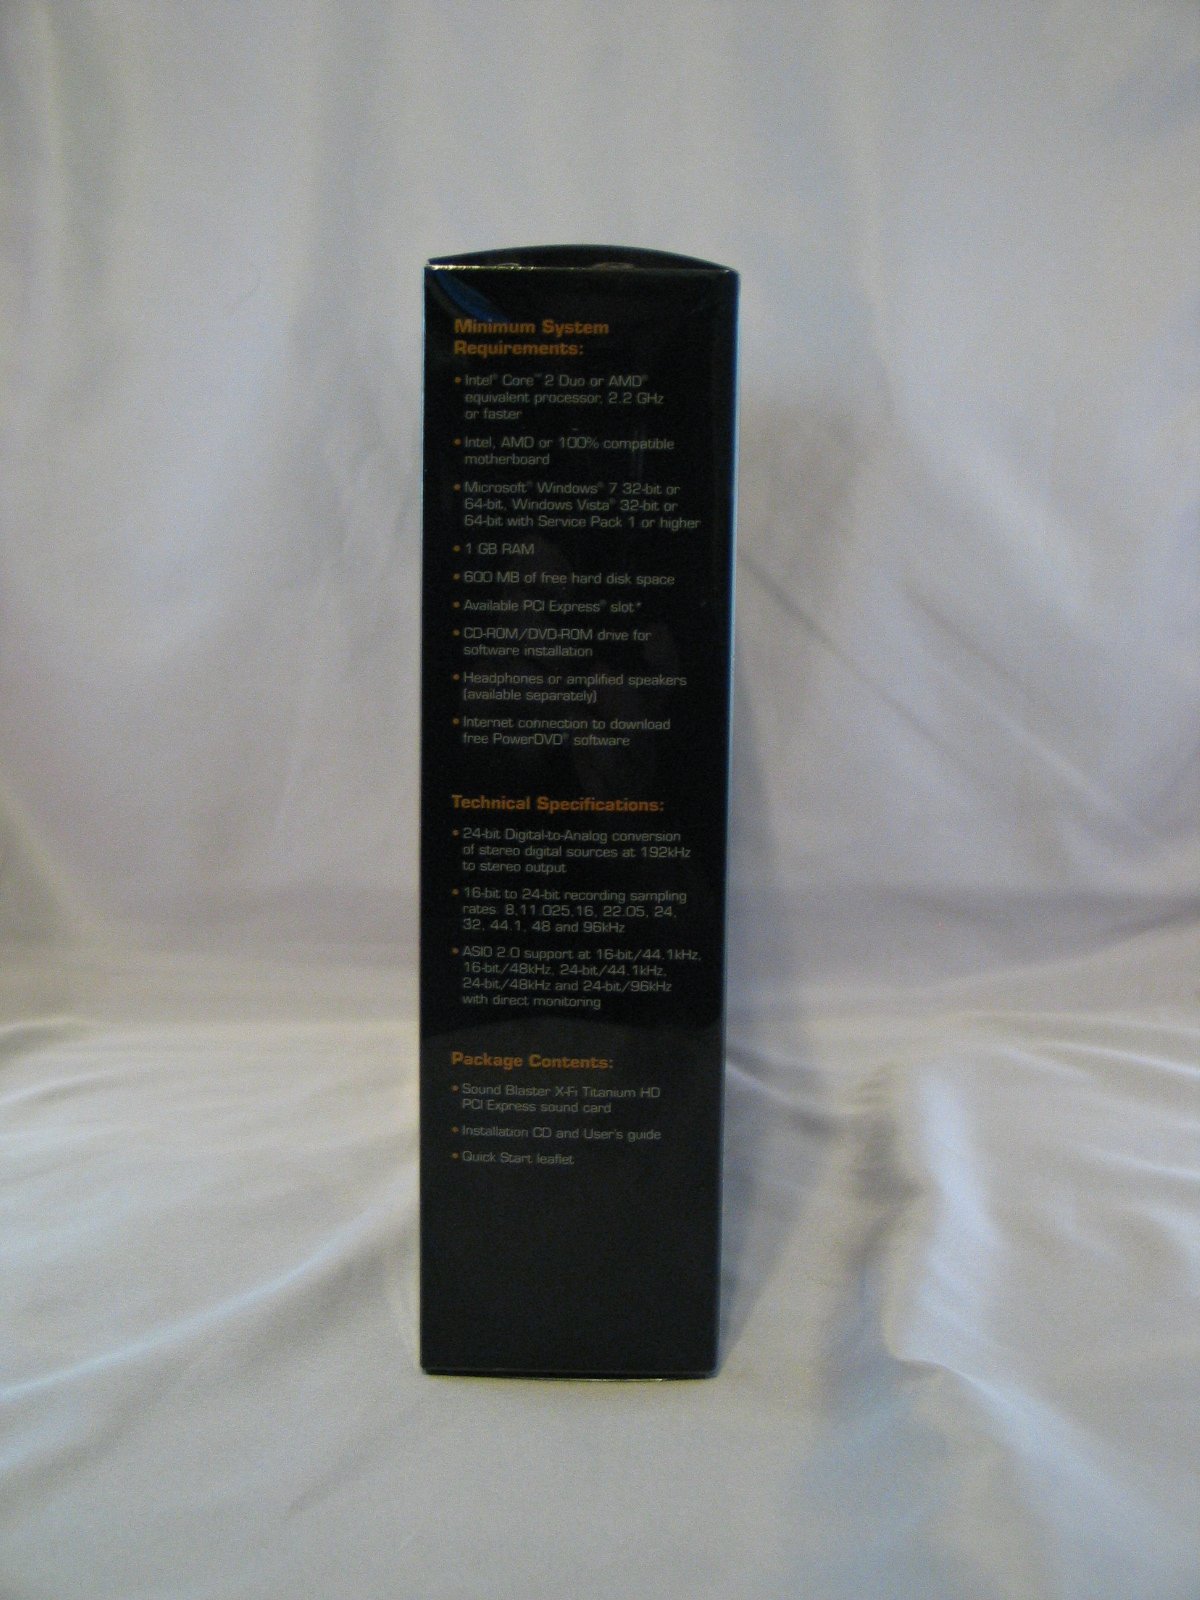 Minimum System
Requirements:
• Intel® Core™ 2 Duo or AMD®
equivalent processor, 2.2 GHz
or faster
• Intel, AMD or 100% compatible
motherboard
• Microsoft® Windows® 7 32-bit or
64-bit, Windows Vista® 32-bit or
64-bit with Service Pack 1 or higher
• 1 GB RAM
• 600 MB of free hard disk space
• Available PCI Express® slot*
• CD-ROM/DVD-ROM drive for
software installation
• Headphones or amplified speakers
(available separately)
• Internet connection to download
free PowerDVD® software
Technical Specifications:
• 24-bit Digital-to-Analog conversion
of stereo digital sources at 192kHz
to stereo output
• 16-bit to 24-bit recording sampling
rates: 8,11.025,16, 22.05, 24,
32, 44.1, 48 and 96kHz
• ASIO 2.0 support at 16-bit/44.1kHz,
16-bit/48kHz, 24-bit/44.1kHz,
24-bit/48kHz and 24-bit/96kHz
with direct monitoring
Package Contents:
• Sound Blaster X-Fi Titanium HD
PCI Express sound card
• Installation CD and User's guide
• Quick Start leaflet